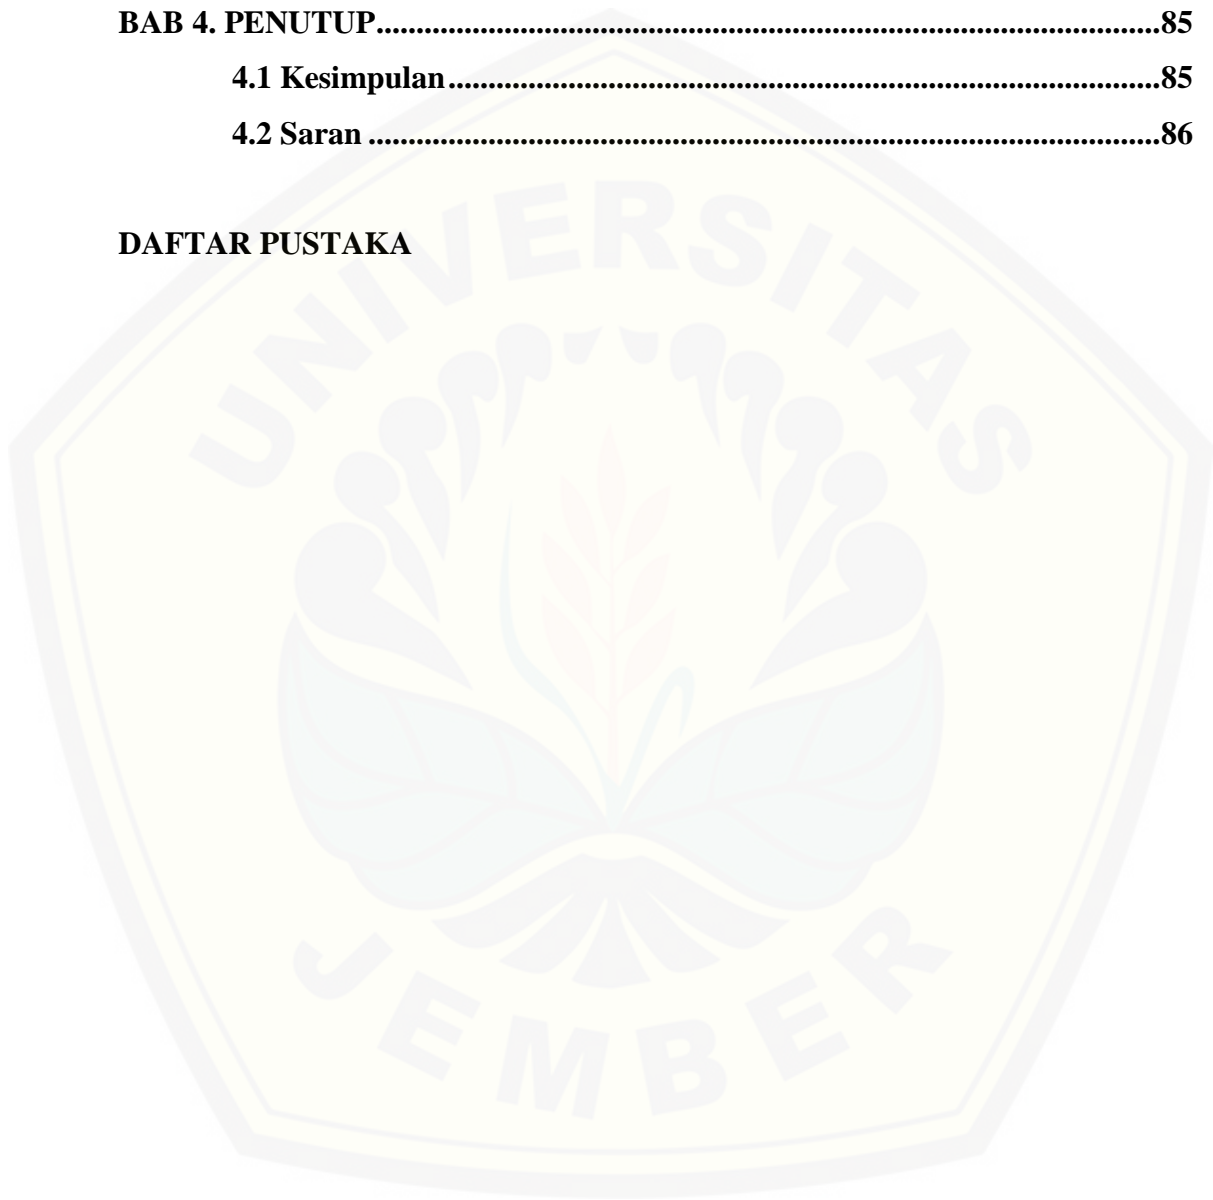 BAB 4. PENUTUP..........................................................................................85
4.1 Kesimpulan..................................................................................85
4.2 Saran ...........................................................................................86
DAFTAR PUSTAKA
UNIVERSITAS
JEMBER